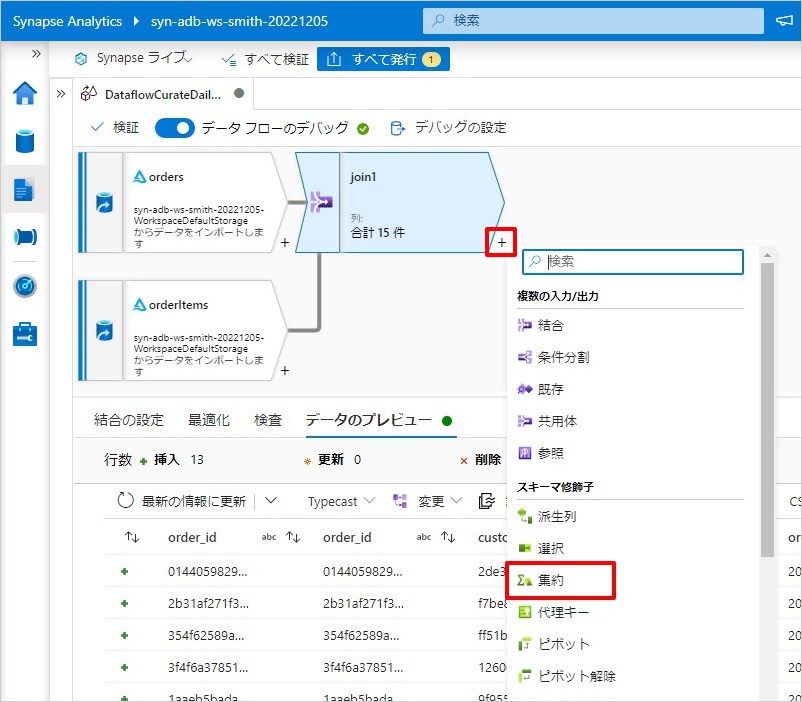 Synapse Analytics ▸ syn-adb-ws-smith-20221205
検索
Synapse ライブ
すべて検証
すべて発行 1
DataflowCurateDail...
検証
データ フローのデバッグ
デバッグの設定
orders
syn-adb-ws-smith-20221205-
WorkspaceDefaultStorage
からデータをインポートしま
す
+
join1
列:
合計 15 件
+
orderItems
syn-adb-ws-smith-20221205-
WorkspaceDefaultStorage
からデータをインポートしま
す
+
検索
複数の入力/出力
結合
条件分割
既存
共用体
参照
スキーマ修飾子
派生列
選択
集約
代理キー
ピボット
ピボット解除
結合の設定
最適化
検査
データのプレビュー
行数
挿入 13
更新 0
削除
最新の情報に更新
Typecast
変更
CS
order_id abc
order_id abc
custo
or
0144059829... 0144059829... 2de3 20
2b31af271f3... 2b31af271f3... f7be8 20
354f62589a... 354f62589a... ff51b 20
3f4f6a37851... 3f4f6a37851... 1260 20
1aaeb5bada 1aaeb5bada 9f955 20